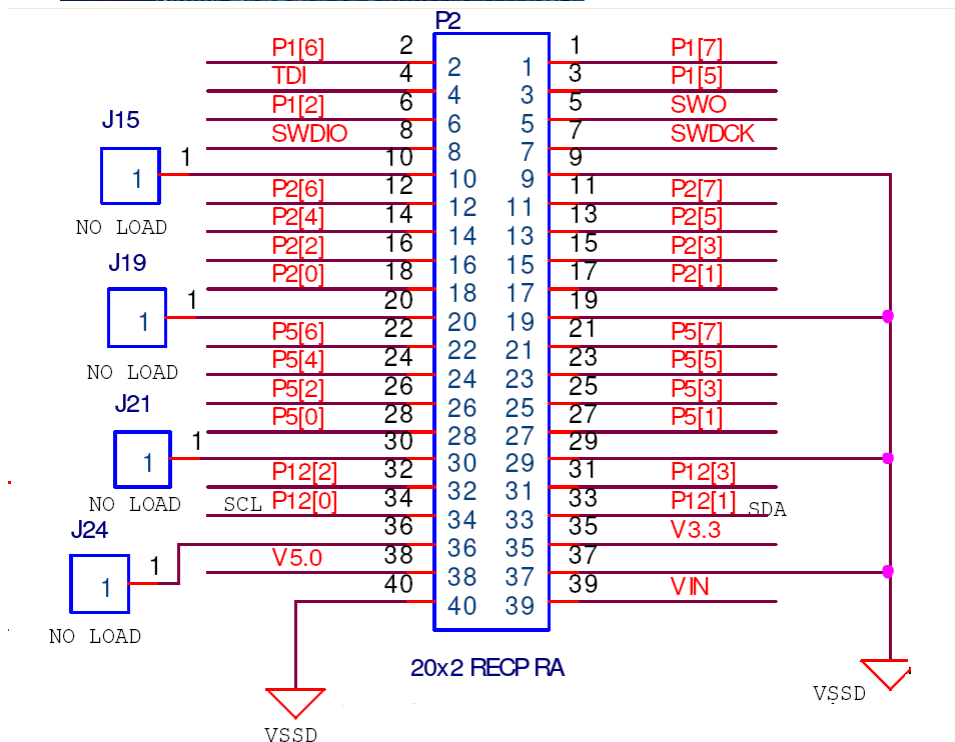 P2
P1[6] 2 2 1 1 P1[7]
TDI 4 4 3 3 P1[5]
P1[2] 6 6 5 5 SWO
SWDIO 8 8 7 7 SWDCK
J15
1 1 10 10 9 9
NO LOAD
P2[6] 12 12 11 11 P2[7]
P2[4] 14 14 13 13 P2[5]
P2[2] 16 16 15 15 P2[3]
P2[0] 18 18 17 17 P2[1]
J19
1 1 20 20 19 19
NO LOAD
P5[6] 22 22 21 21 P5[7]
P5[4] 24 24 23 23 P5[5]
P5[2] 26 26 25 25 P5[3]
P5[0] 28 28 27 27 P5[1]
J21
1 1 30 30 29 29
NO LOAD
P12[2] 32 32 31 31 P12[3]
SCL P12[0] 34 34 33 33 P12[1] SDA
J24
1 1 36 36 35 35 V3.3
NO LOAD
V5.0 38 38 37 37
40 40 39 39 VIN
20x2 RECP RA
VSSD
VSSD